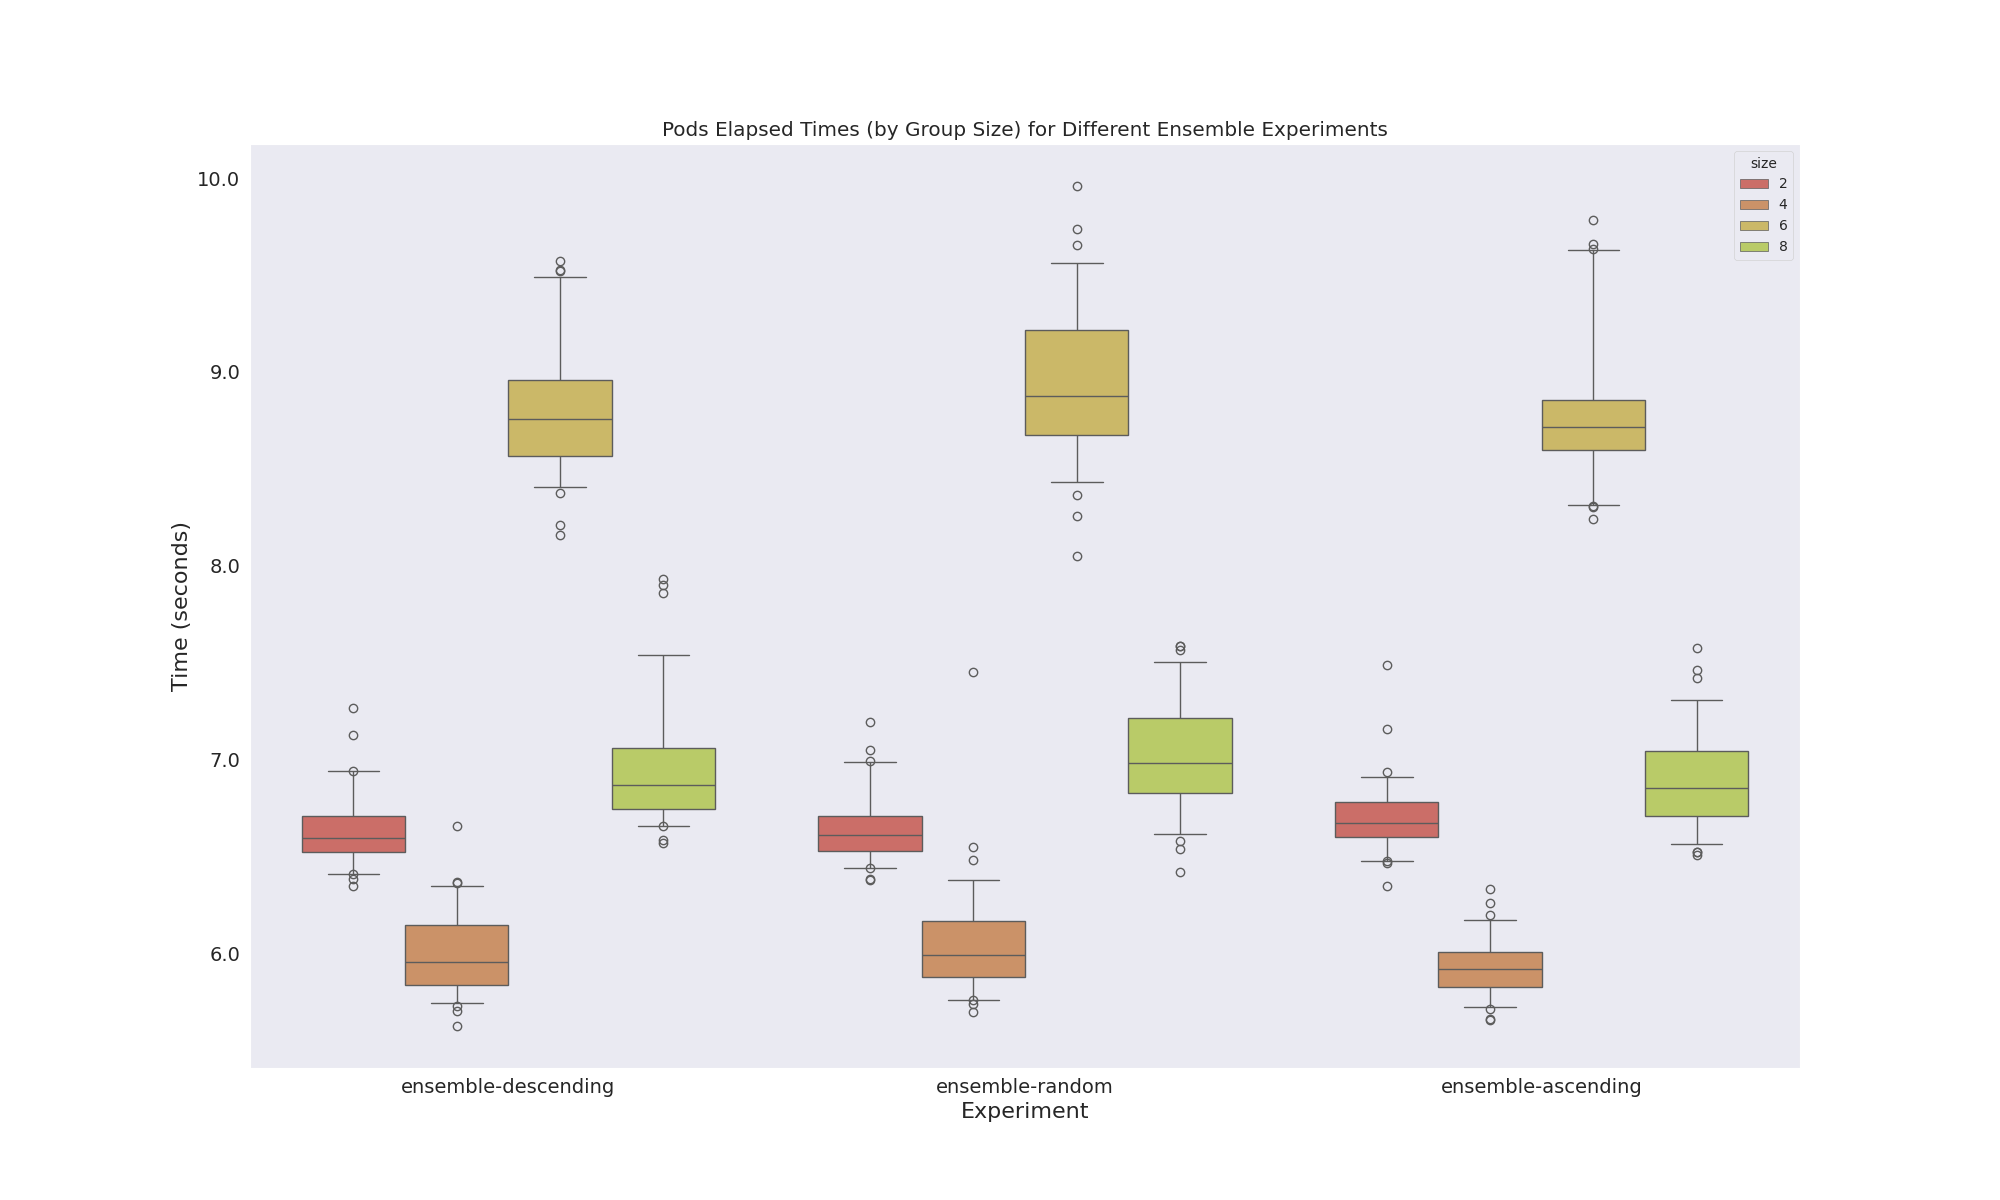 Pods Elapsed Times (by Group Size) for Different Ensemble Experiments
size
2
4
6
8
10.0
9.0
8.0
7.0
6.0
Time (seconds)
ensemble-descending
ensemble-random
ensemble-ascending
Experiment